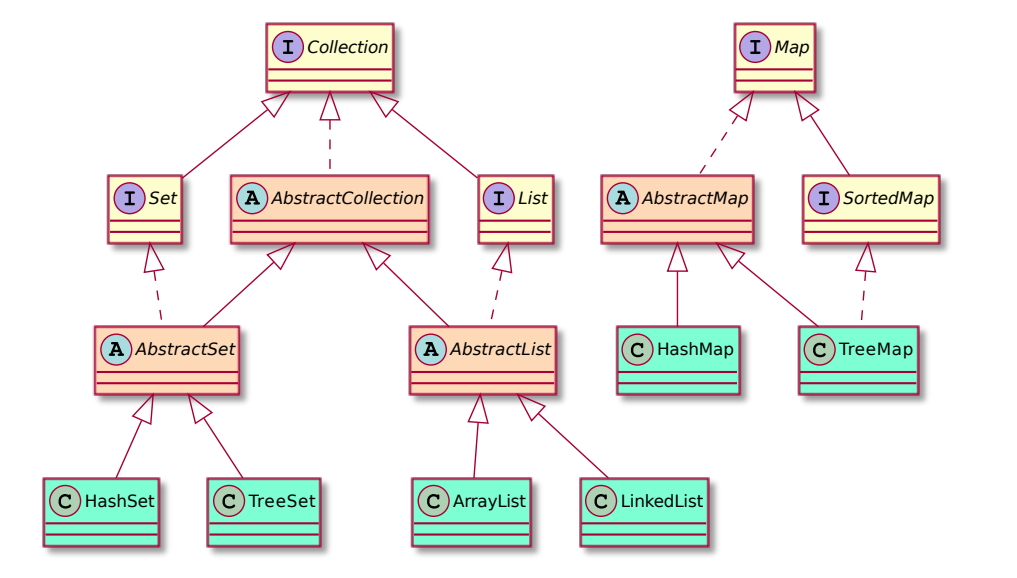 I Collection
I Map
I Set
A AbstractCollection
I List
A AbstractMap
I SortedMap
A AbstractSet
A AbstractList
C HashMap
C TreeMap
C HashSet
C TreeSet
C ArrayList
C LinkedList